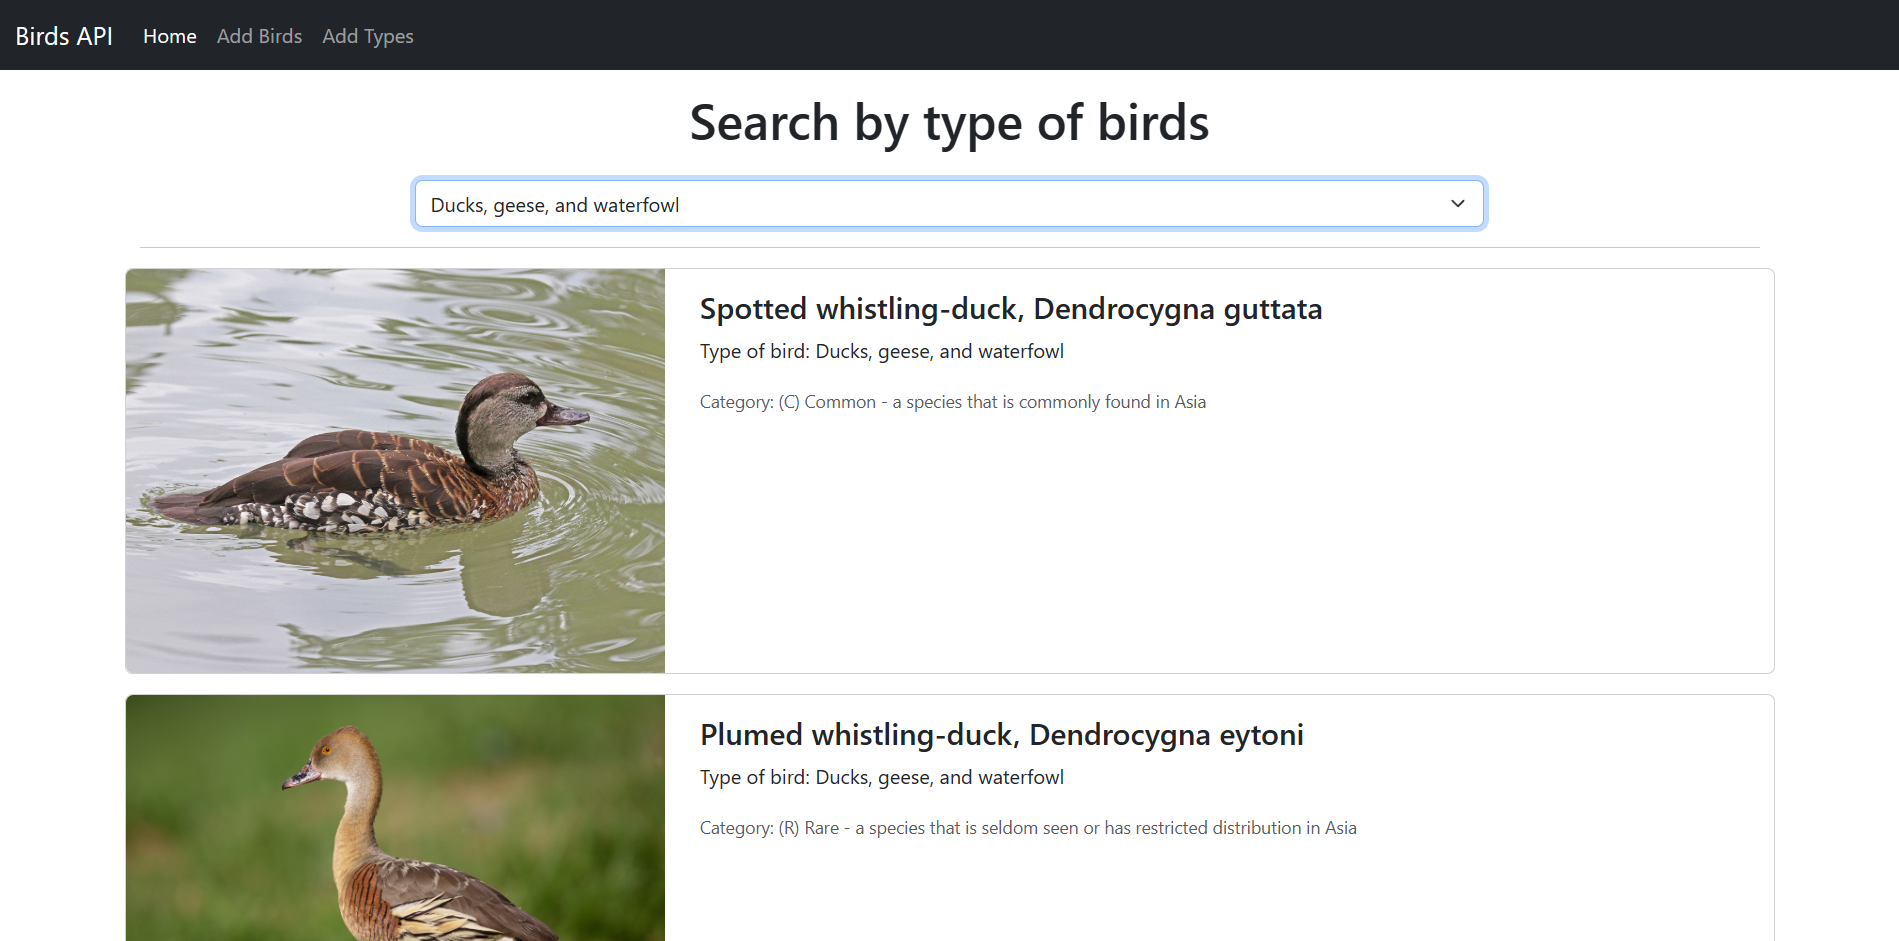 Birds API Home Add Birds Add Types
Search by type of birds
Ducks, geese, and waterfowl
Spotted whistling-duck, Dendrocygna guttata
Type of bird: Ducks, geese, and waterfowl
Category: (C) Common - a species that is commonly found in Asia
Plumed whistling-duck, Dendrocygna eytoni
Type of bird: Ducks, geese, and waterfowl
Category: (R) Rare - a species that is seldom seen or has restricted distribution in Asia